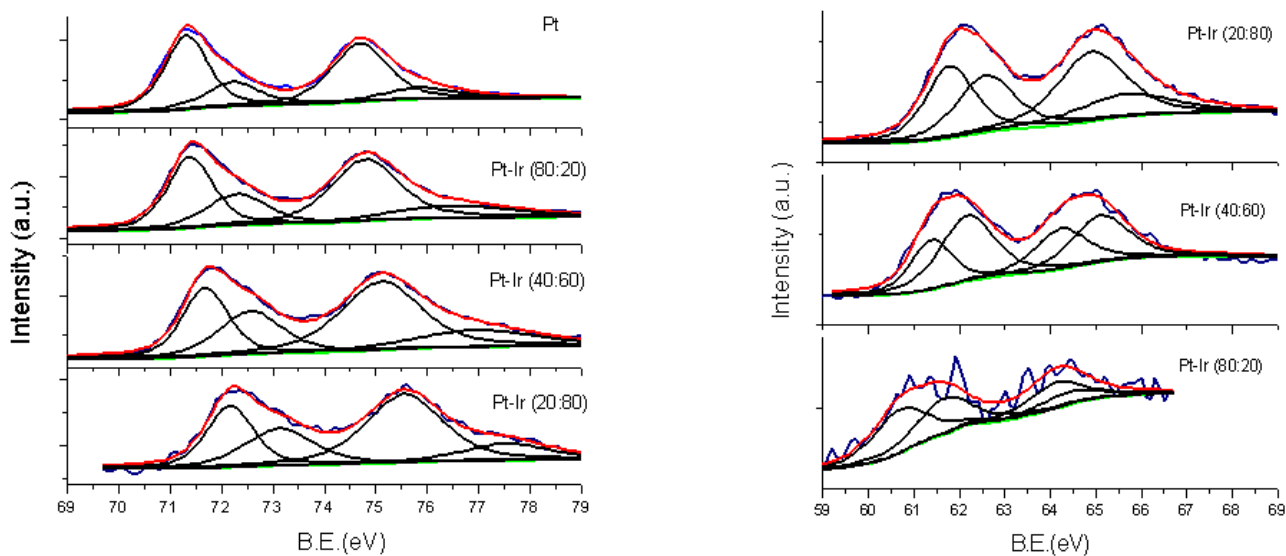 Pt
Pt-Ir (80:20)
Pt-Ir (40:60)
Pt-Ir (20:80)
Intensity (a.u.)
69 70 71 72 73 74 75 76 77 78 79
B.E.(eV)
Pt-Ir (20:80)
Pt-Ir (40:60)
Pt-Ir (80:20)
Intensity (a.u.)
59 60 61 62 63 64 65 66 67 68 69
B.E.(eV)